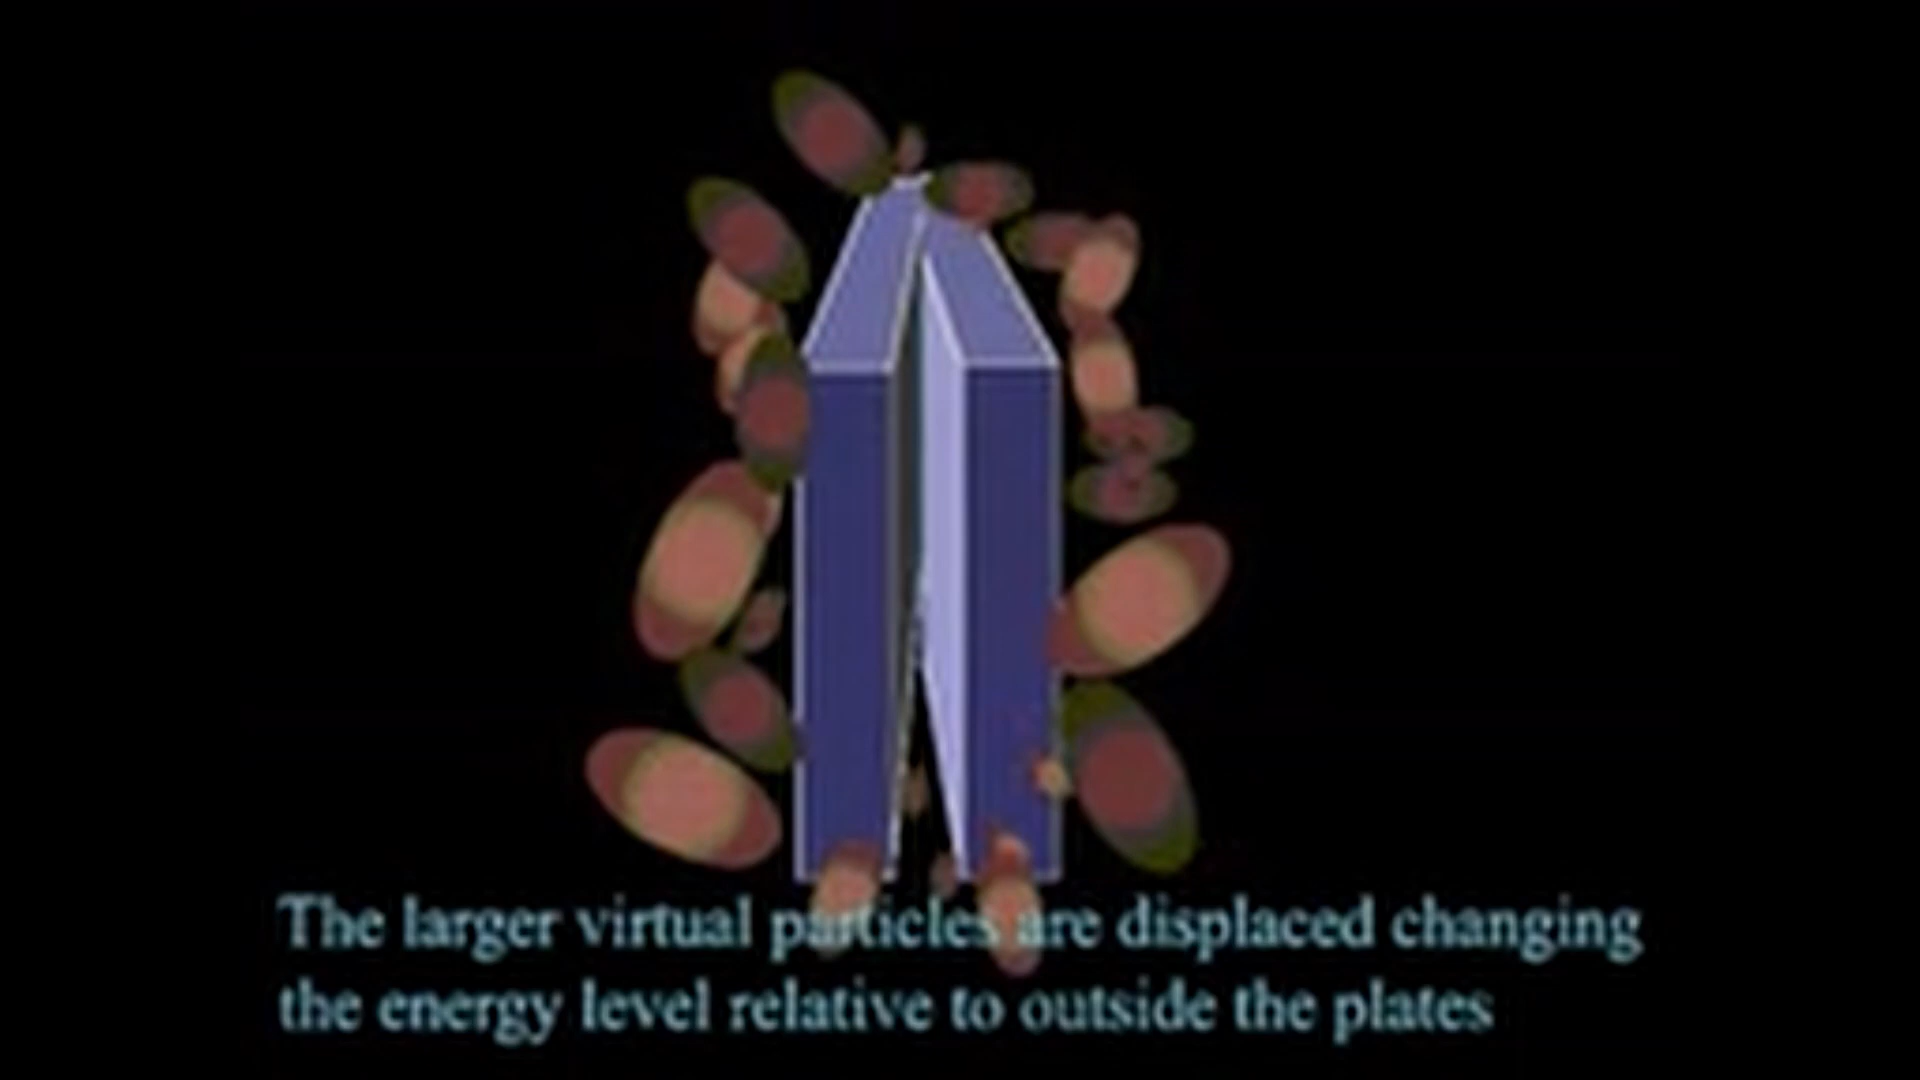 The larger virtual particles are displaced changing
the energy level relative to outside the plates